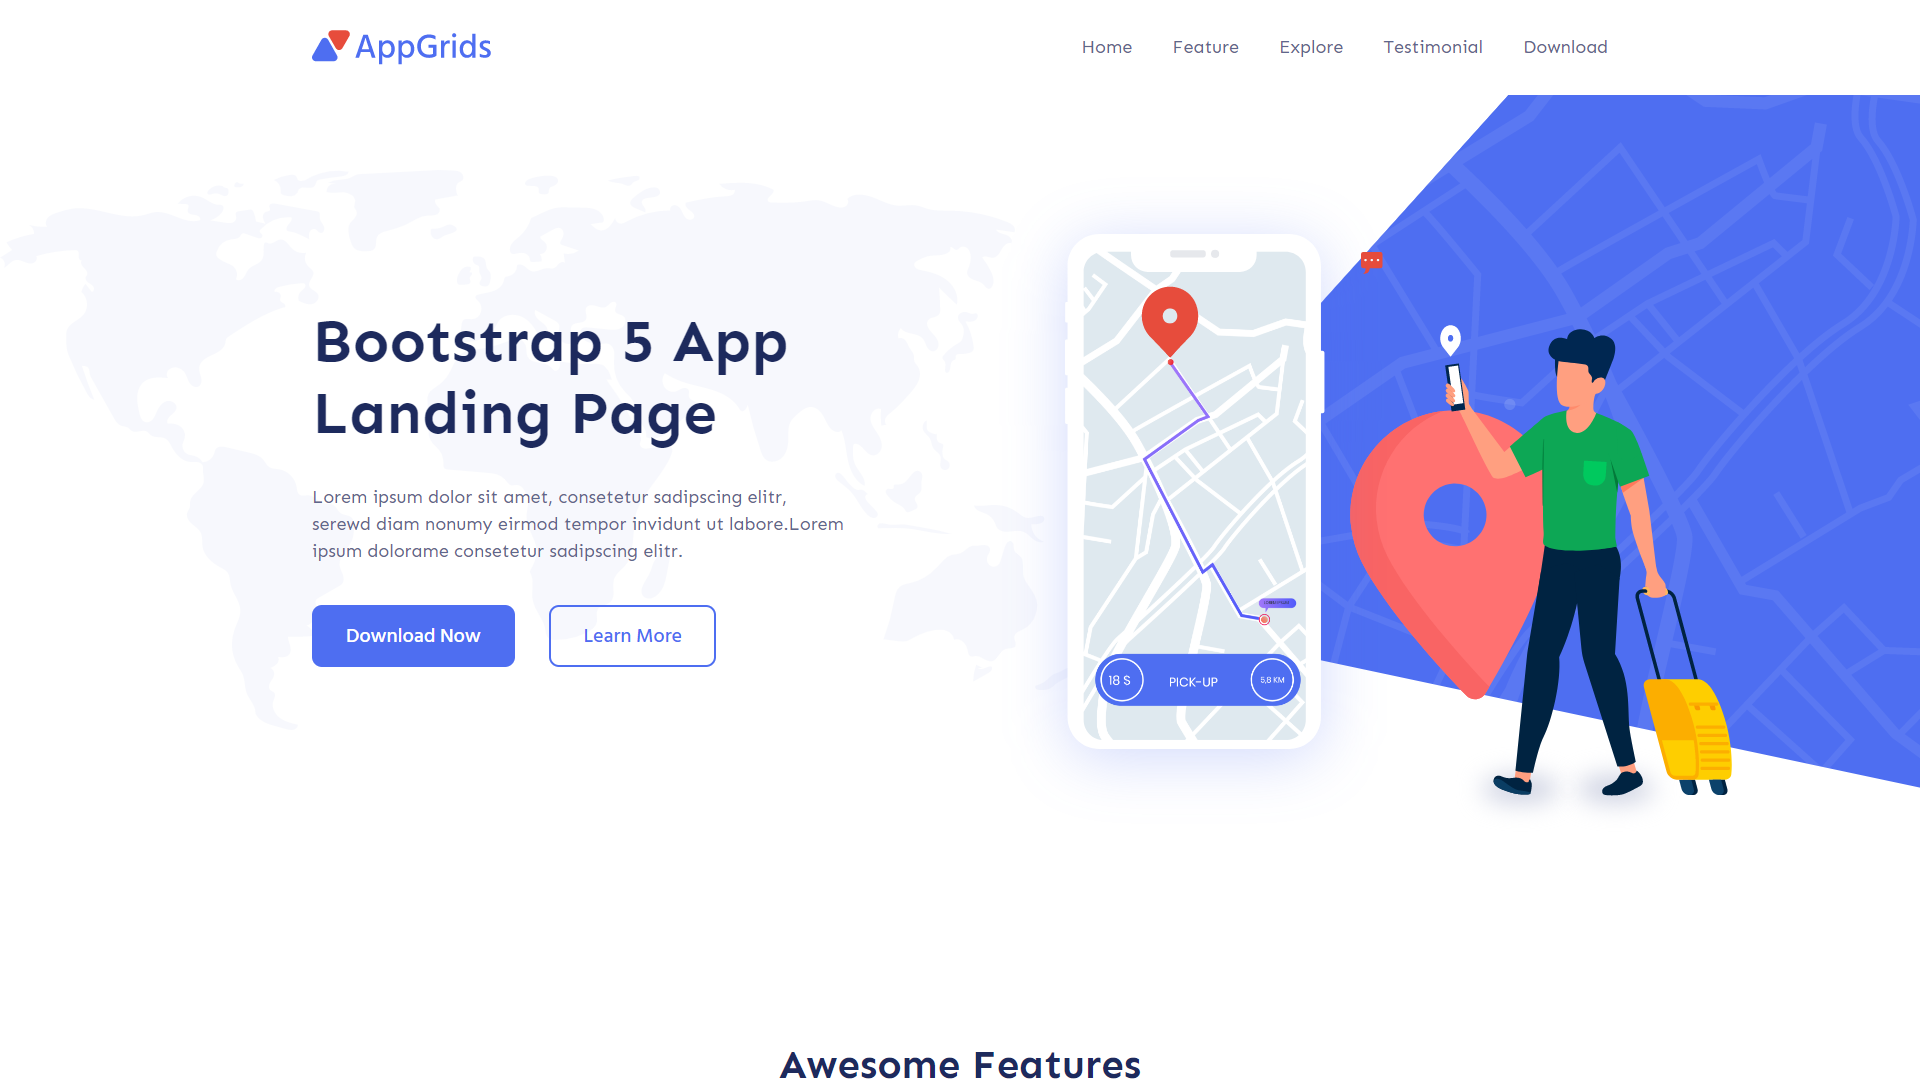 AppGrids
Home Feature Explore Testimonial Download
Bootstrap 5 App
Landing Page
Lorem ipsum dolor sit amet, consetetur sadipscing elitr,
serewd diam nonumy eirmod tempor invidunt ut labore.Lorem
ipsum dolorame consetetur sadipscing elitr.
Download Now Learn More
18 S PICK-UP 5,8 KM
Awesome Features